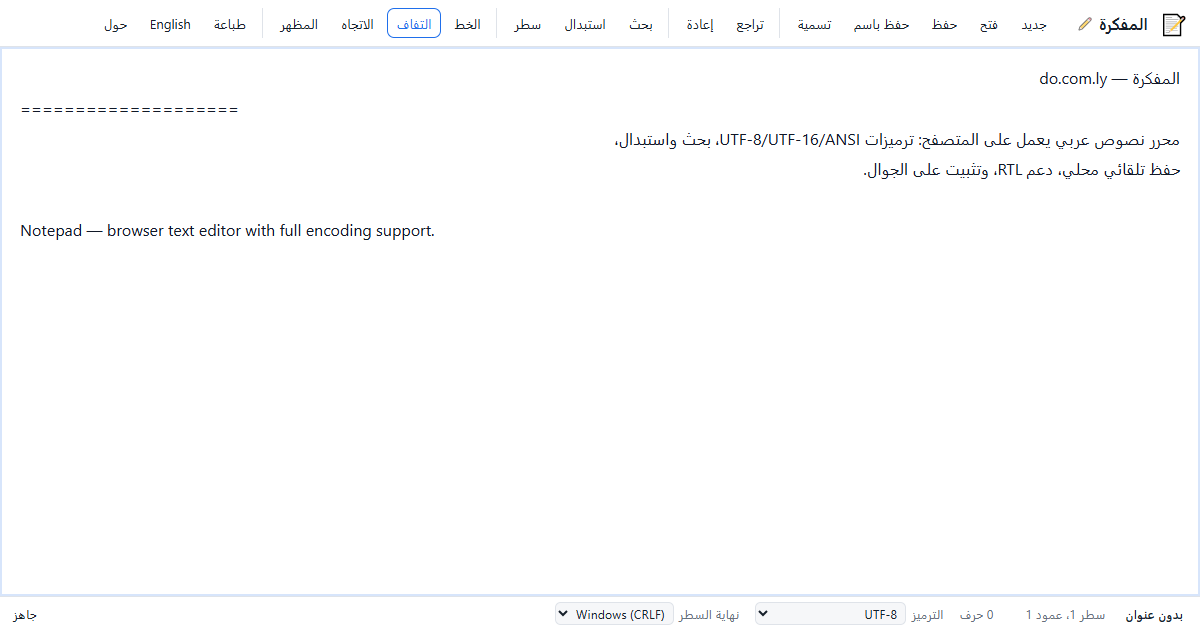 المفكرة جديد فتح حفظ حفظ باسم تسمية تراجع إعادة بحث استبدال سطر الخط التفاف الاتجاه المظهر طباعة English حول
المفكرة — do.com.ly
====================
محرر نصوص عربي يعمل على المتصفح: ترميزات UTF-8/UTF-16/ANSI، بحث واستبدال،
حفظ تلقائي محلي، دعم RTL، وتثبيت على الجوال.
Notepad — browser text editor with full encoding support.
بدون عنوان سطر 1، عمود 1 0 حرف الترميز UTF-8 نهاية السطر Windows (CRLF) جاهز